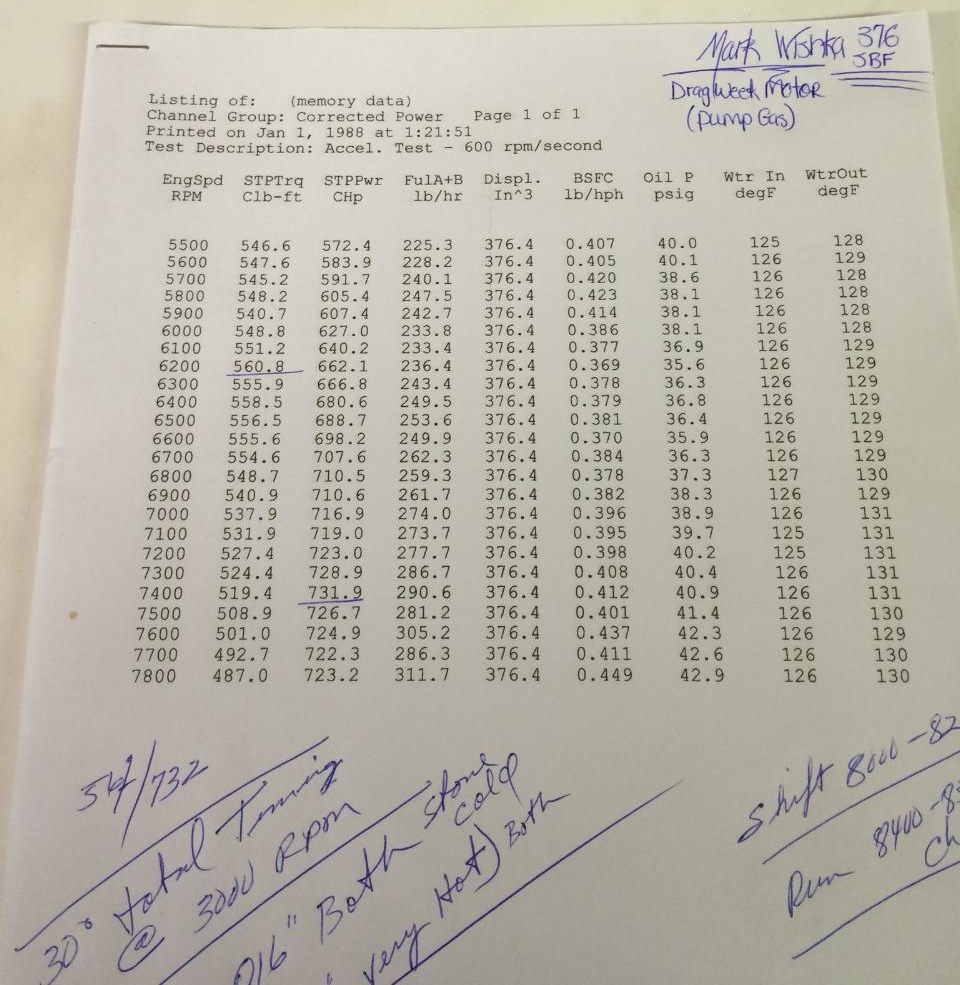 Mark Wishka 376
SBF
DragWeek Motor
(pump Gas)
Listing of: (memory data)
Channel Group: Corrected Power Page 1 of 1
Printed on Jan 1, 1988 at 1:21:51
Test Description: Accel. Test - 600 rpm/second
EngSpd STPTrq STPPwr FulA+B Displ. BSFC Oil P Wtr In WtrOut
RPM Clb-ft CHp lb/hr In^3 lb/hph psig degF degF
5500 546.6 572.4 225.3 376.4 0.407 40.0 125 128
5600 547.6 583.9 228.2 376.4 0.405 40.1 126 129
5700 545.2 591.7 240.1 376.4 0.420 38.6 126 128
5800 548.2 605.4 247.5 376.4 0.423 38.1 126 128
5900 540.7 607.4 242.7 376.4 0.414 38.1 126 128
6000 548.8 627.0 233.8 376.4 0.386 38.1 126 128
6100 551.2 640.2 233.4 376.4 0.377 36.9 126 129
6200 560.8 662.1 236.4 376.4 0.369 35.6 126 129
6300 555.9 666.8 243.4 376.4 0.378 36.3 126 129
6400 558.5 680.6 249.5 376.4 0.379 36.8 126 129
6500 556.5 688.7 253.6 376.4 0.381 36.4 126 129
6600 555.6 698.2 249.9 376.4 0.370 35.9 126 129
6700 554.6 707.6 262.3 376.4 0.384 36.3 126 129
6800 548.7 710.5 259.3 376.4 0.378 37.3 127 130
6900 540.9 710.6 261.7 376.4 0.382 38.3 126 129
7000 537.9 716.9 274.0 376.4 0.396 38.9 126 131
7100 531.9 719.0 273.7 376.4 0.395 39.7 125 131
7200 527.4 723.0 277.7 376.4 0.398 40.2 125 131
7300 524.4 728.9 286.7 376.4 0.408 40.4 126 131
7400 519.4 731.9 290.6 376.4 0.412 40.9 126 131
7500 508.9 726.7 281.2 376.4 0.401 41.4 126 130
7600 501.0 724.9 305.2 376.4 0.437 42.3 126 129
7700 492.7 722.3 286.3 376.4 0.411 42.6 126 130
7800 487.0 723.2 311.7 376.4 0.449 42.9 126 130
/732
30° total Timing
@ 3000 RPM
016" Both stone
cold
very Hot) Both
Shift 8000-82
Run 8400-8